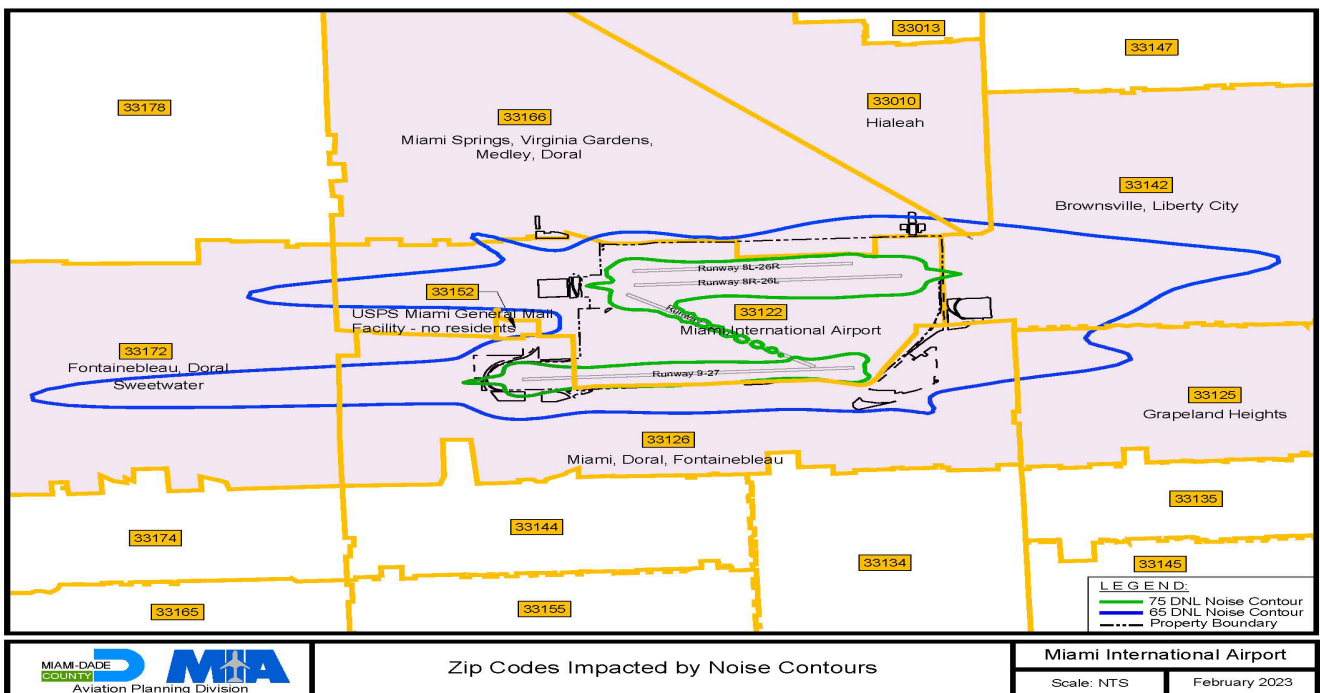 33013
33147
33178
33010
Hialeah
33166
Miami Springs, Virginia Gardens,
Medley, Doral
33142
Brownsville, Liberty City
Runway 8L-26R
Runway 8R-26L
33152
USPS Miami General Mail
Facility - no residents
Runway
33122
Miami International Airport
33172
Fontainebleau, Doral
Sweetwater
Runway 9-27
33125
Grapeland Heights
33126
Miami, Doral, Fontainebleau
33135
33174
33144
33134
33145
33165
33155
LEGEND:
75 DNL Noise Contour
65 DNL Noise Contour
Property Boundary
MIAMI-DADE
COUNTY
MIA
Aviation Planning Division
Zip Codes Impacted by Noise Contours
Miami International Airport
Scale: NTS
February 2023